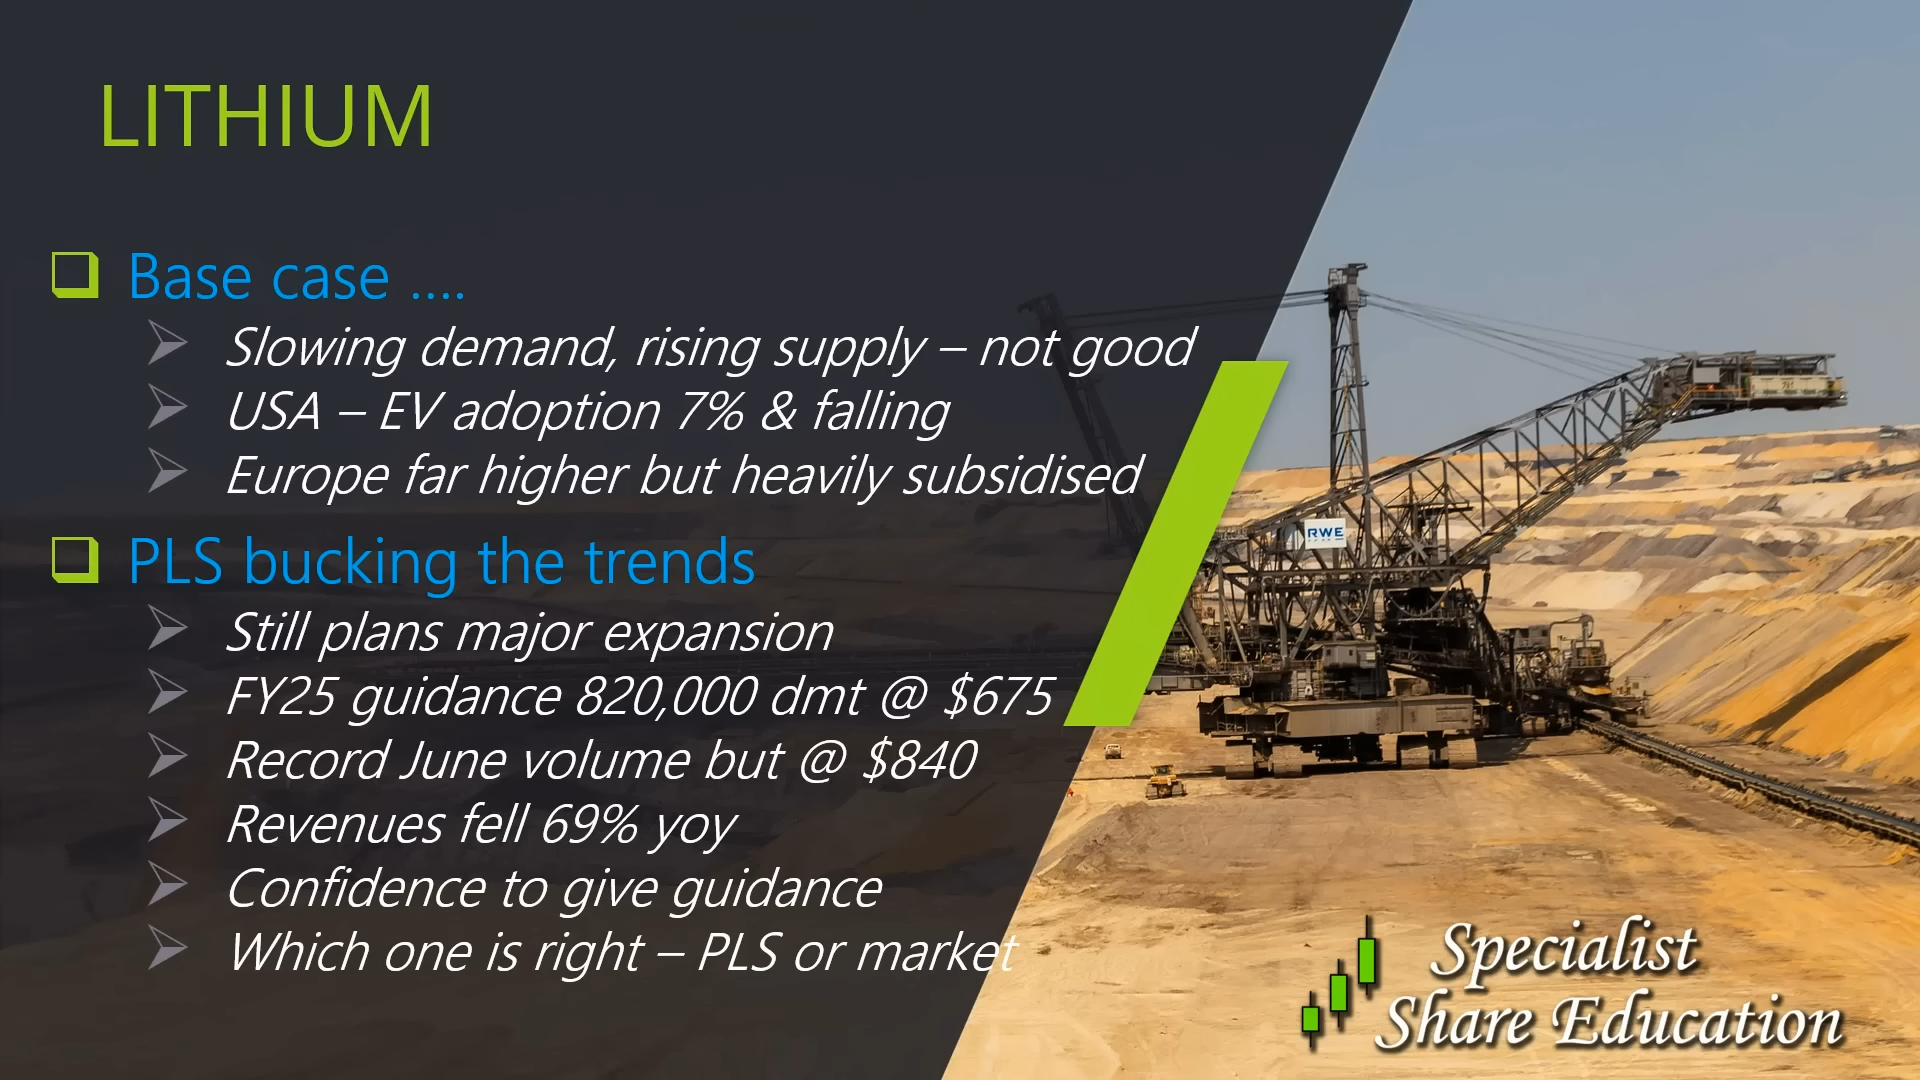 LITHIUM
Base case ....
Slowing demand, rising supply – not good
USA – EV adoption 7% & falling
Europe far higher but heavily subsidised
PLS bucking the trends
Still plans major expansion
FY25 guidance 820,000 dmt @ $675
Record June volume but @ $840
Revenues fell 69% yoy
Confidence to give guidance
Which one is right – PLS or market
RWE
Specialist
Share Education